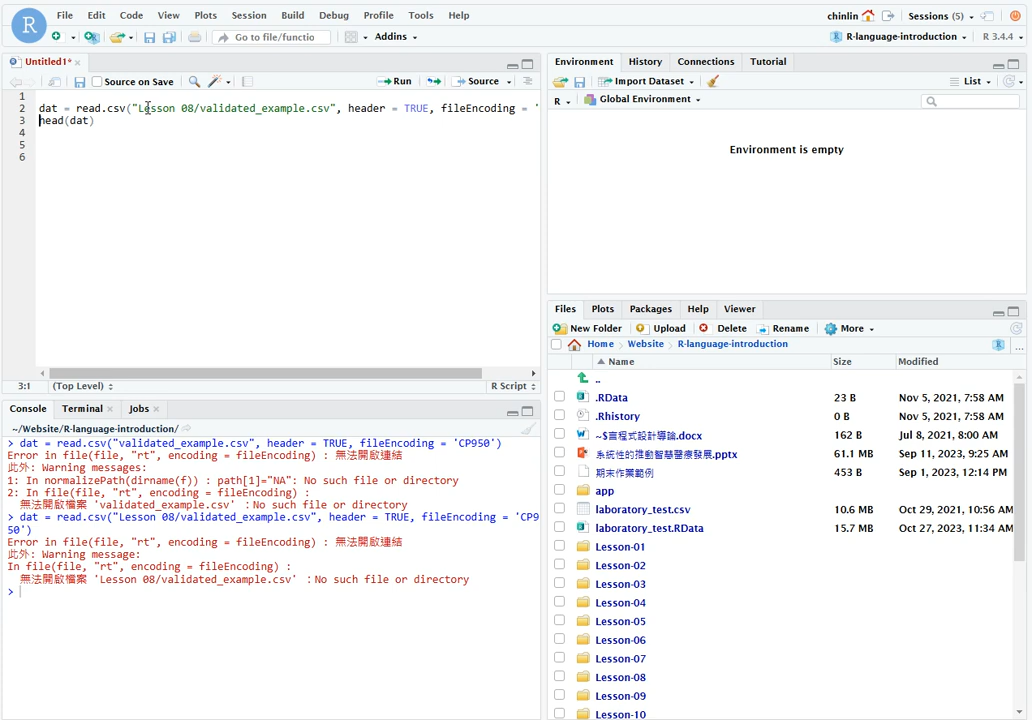 File Edit Code View Plots Session Build Debug Profile Tools Help
chinlin Sessions (5)
Go to file/functio Addins
R-language-introduction R 3.4.4
Untitled1*
Source on Save Run Source
1
2 dat = read.csv("Lesson 08/validated_example.csv", header = TRUE, fileEncoding = '
3 head(dat)
4
5
6
3:1 (Top Level) R Script
Console Terminal Jobs
~/Website/R-language-introduction/
> dat = read.csv("validated_example.csv", header = TRUE, fileEncoding = 'CP950')
Error in file(file, "rt", encoding = fileEncoding) : 無法開啟連結
此外: Warning messages:
1: In normalizePath(dirname(f)) : path[1]="NA": No such file or directory
2: In file(file, "rt", encoding = fileEncoding) :
無法開啟檔案 'validated_example.csv' :No such file or directory
> dat = read.csv("Lesson 08/validated_example.csv", header = TRUE, fileEncoding = 'CP9
50')
Error in file(file, "rt", encoding = fileEncoding) : 無法開啟連結
此外: Warning message:
In file(file, "rt", encoding = fileEncoding) :
無法開啟檔案 'Lesson 08/validated_example.csv' :No such file or directory
>
Environment History Connections Tutorial
Import Dataset List
R Global Environment
Environment is empty
Files Plots Packages Help Viewer
New Folder Upload Delete Rename More
Home Website R-language-introduction ...
Name Size Modified
..
.RData 23 B Nov 5, 2021, 7:58 AM
.Rhistory 0 B Nov 5, 2021, 7:58 AM
~$言程式設計導論.docx 162 B Jul 8, 2021, 8:00 AM
系統性的推動智慧醫療發展.pptx 61.1 MB Sep 11, 2023, 9:25 AM
期末作業範例 453 B Sep 1, 2023, 12:14 PM
app
laboratory_test.csv 10.6 MB Oct 29, 2021, 10:56 AM
laboratory_test.RData 15.7 MB Oct 27, 2023, 11:34 AM
Lesson-01
Lesson-02
Lesson-03
Lesson-04
Lesson-05
Lesson-06
Lesson-07
Lesson-08
Lesson-09
Lesson-10